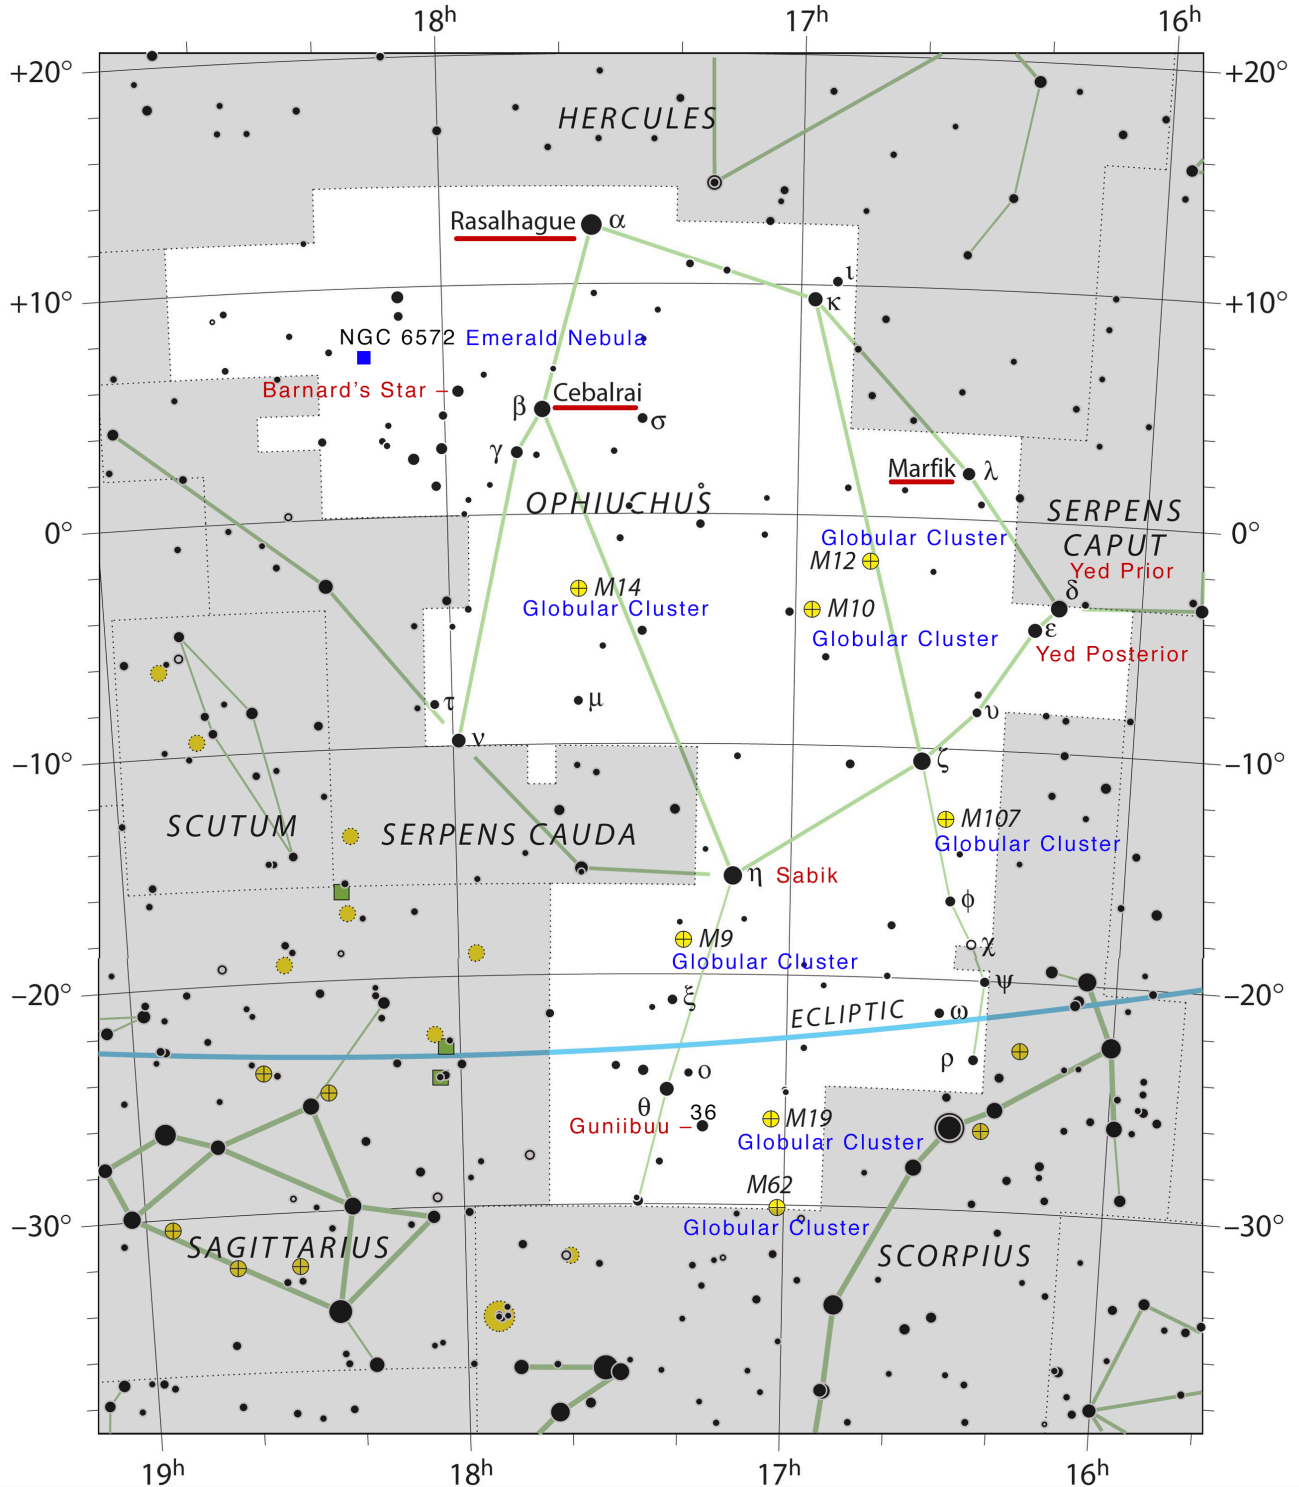 18h 17h 16h
+20° +20°
HERCULES
Rasalhague α
ι
+10° κ +10°
NGC 6572 Emerald Nebula
Barnard's Star – Cebalrai
β σ
γ Marfik λ
OPHIUCHUS SERPENS
0° Globular Cluster 0°
CAPUT
M12 Yed Prior
M14 δ
Globular Cluster M10
ε
Globular Cluster Yed Posterior
τ μ υ
ν
–10° ζ –10°
SCUTUM SERPENS CAUDA M107
Globular Cluster
η Sabik
φ
M9 χ
Globular Cluster
–20° ξ ψ –20°
ECLIPTIC ω
ο ρ
θ 36
Guniibuu – M19
Globular Cluster
M62
–30° Globular Cluster –30°
SAGITTARIUS SCORPIUS
19h 18h 17h 16h